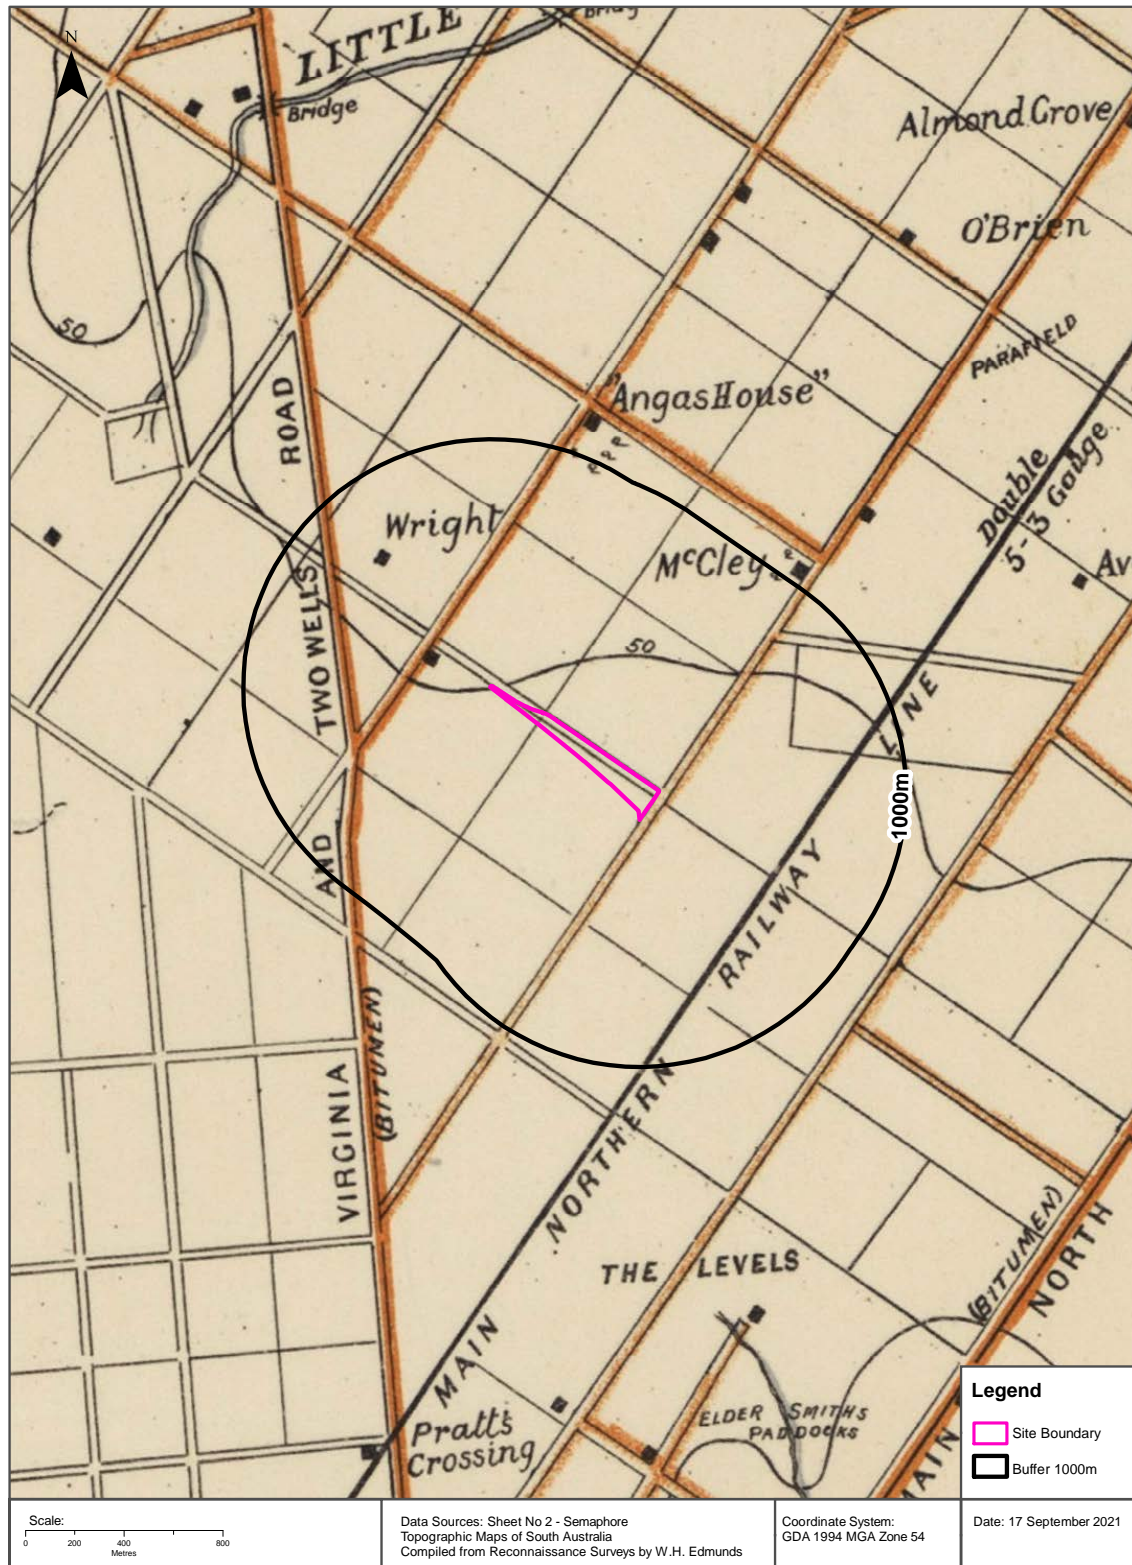 N
LITTLE
Bridge
Bridge
Almond Grove
O'Brien
PARAFIELD
50
ROAD
"Angas House"
Double
5-3 Gauge
Wright
McCley
Av
TWO WELLS
50
LINE
1000m
AND
RAILWAY
(BITUMEN)
VIRGINIA
NORTHERN
THE LEVELS
(BITUMEN)
NORTH
MAIN
Pratts
Crossing
ELDER SMITHS
PADDOCKS
MAIN
Legend
Site Boundary
Buffer 1000m
Scale:
0 200 400 800
Metres
Data Sources: Sheet No 2 - Semaphore
Topographic Maps of South Australia
Compiled from Reconnaissance Surveys by W.H. Edmunds
Coordinate System:
GDA 1994 MGA Zone 54
Date: 17 September 2021